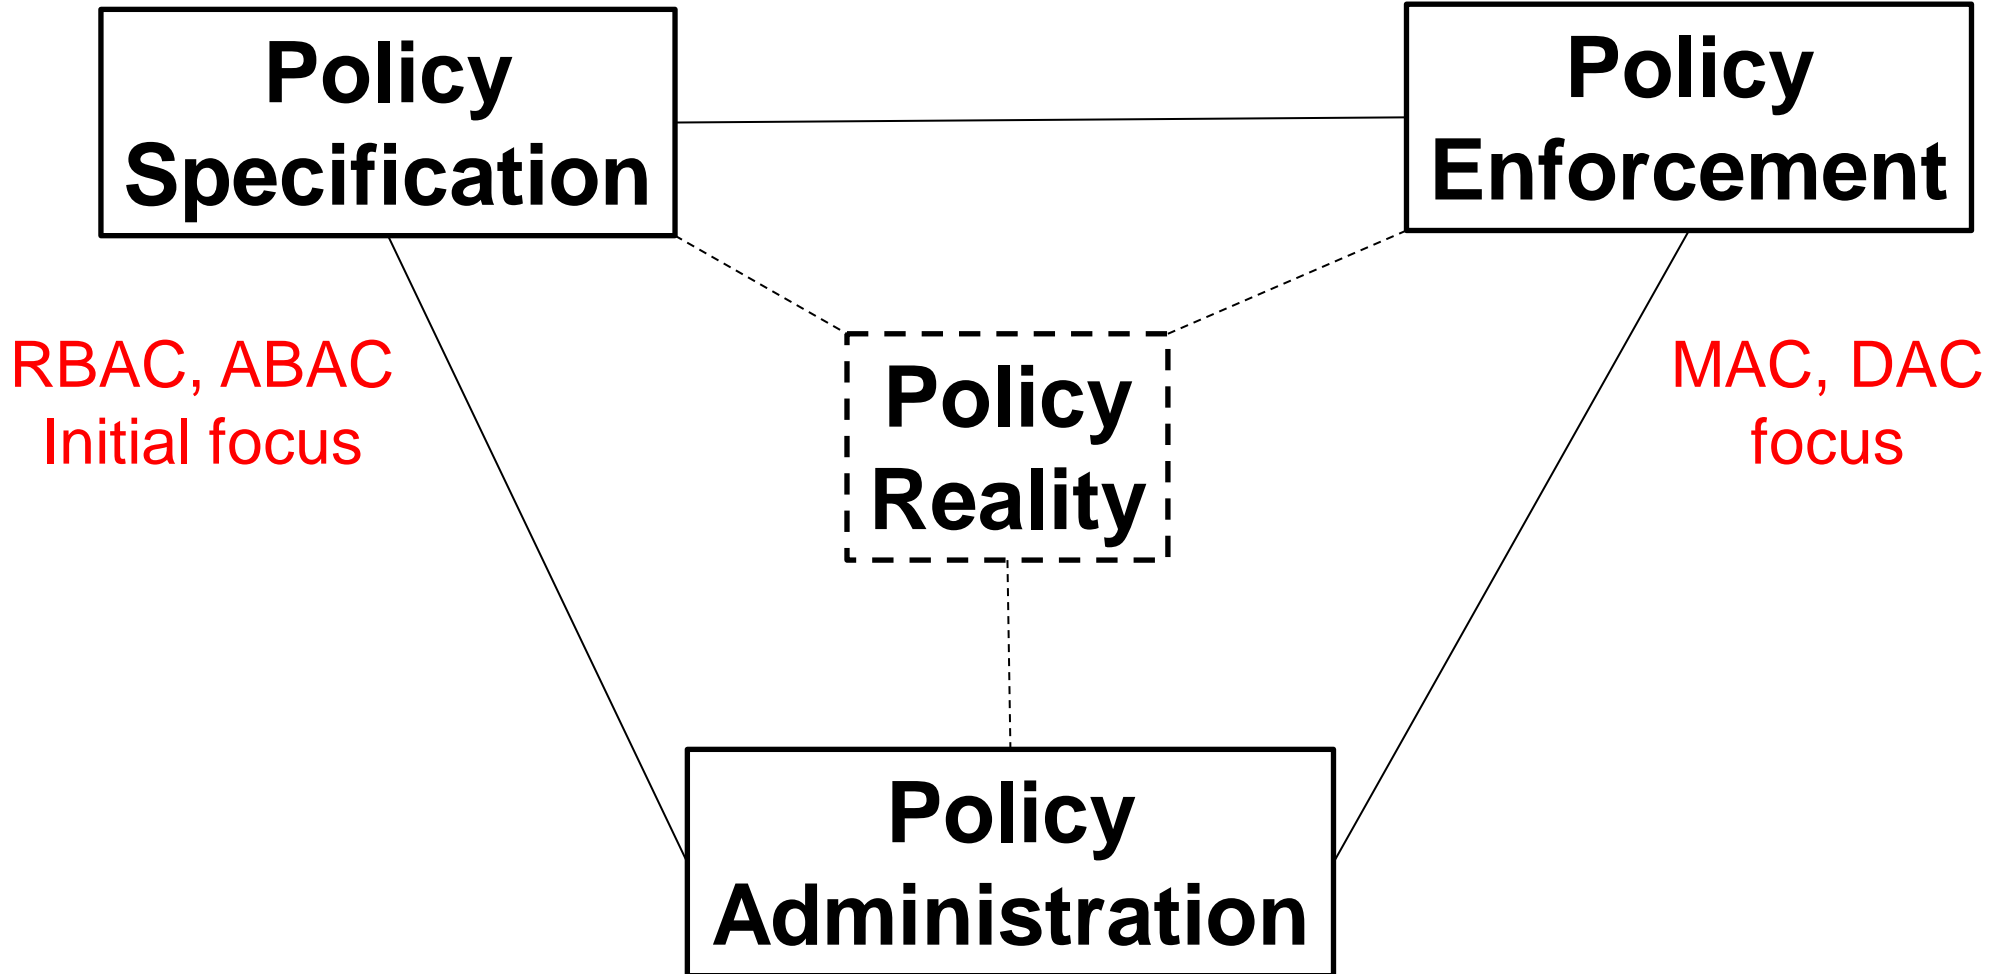 Policy
Specification
Policy
Enforcement
RBAC, ABAC
Initial focus
Policy
Reality
MAC, DAC
focus
Policy
Administration